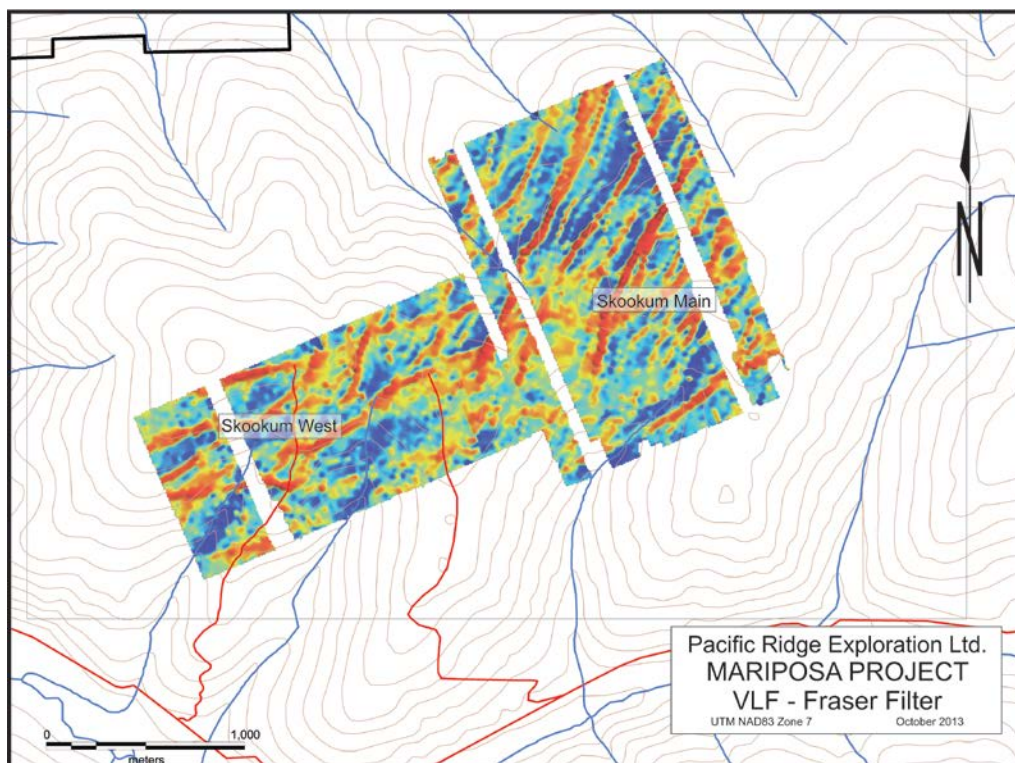 N
Skookum Main
Skookum West
Pacific Ridge Exploration Ltd.
MARIPOSA PROJECT
VLF - Fraser Filter
UTM NAD83 Zone 7 October 2013
0 1,000
meters